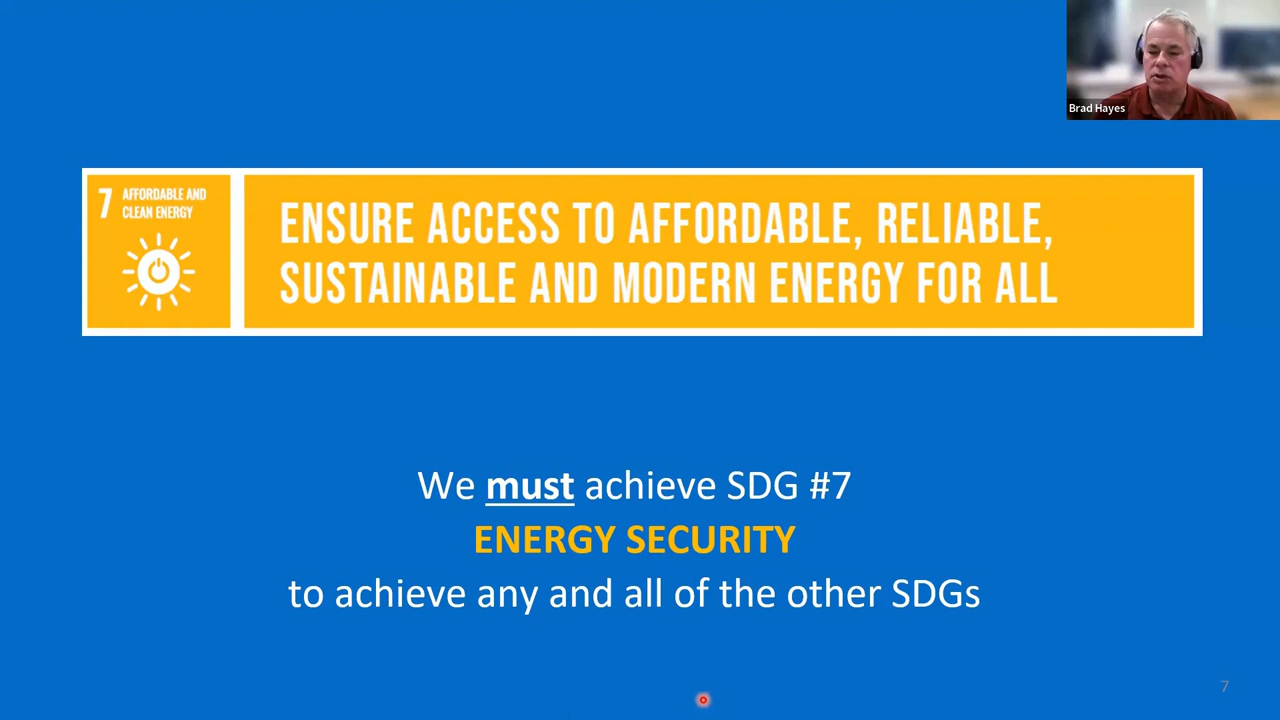 Brad Hayes
7 AFFORDABLE AND
CLEAN ENERGY
ENSURE ACCESS TO AFFORDABLE, RELIABLE,
SUSTAINABLE AND MODERN ENERGY FOR ALL
We must achieve SDG #7
ENERGY SECURITY
to achieve any and all of the other SDGs
7